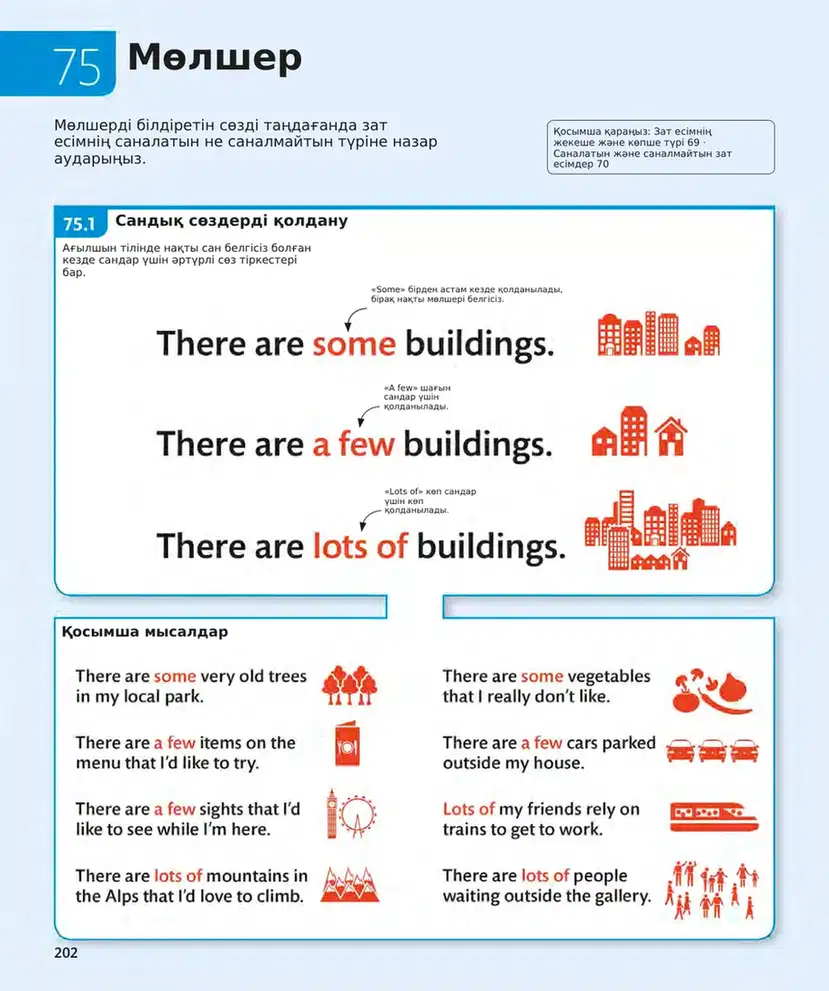 75
Мөлшер
Мөлшерді білдіретін сөзді таңдағанда зат
есімнің саналатын не саналмайтын түріне назар
аударыңыз.
Қосымша қараңыз: Зат есімнің
жекеше және көпше түрі 69 ·
Саналатын және саналмайтын зат
есімдер 70
75.1 Сандық сөздерді қолдану
Ағылшын тілінде нақты сан белгісіз болған
кезде сандар үшін әртүрлі сөз тіркестері
бар.
«Some» бірден астам кезде қолданылады,
бірақ нақты мөлшері белгісіз.
There are some buildings.
«A few» шағын
сандар үшін
қолданылады.
There are a few buildings.
«Lots of» көп сандар
үшін көп
қолданылады.
There are lots of buildings.
Қосымша мысалдар
There are some very old trees
in my local park.
There are a few items on the
menu that I'd like to try.
There are a few sights that I'd
like to see while I'm here.
There are lots of mountains in
the Alps that I'd love to climb.
There are some vegetables
that I really don't like.
There are a few cars parked
outside my house.
Lots of my friends rely on
trains to get to work.
There are lots of people
waiting outside the gallery.
202